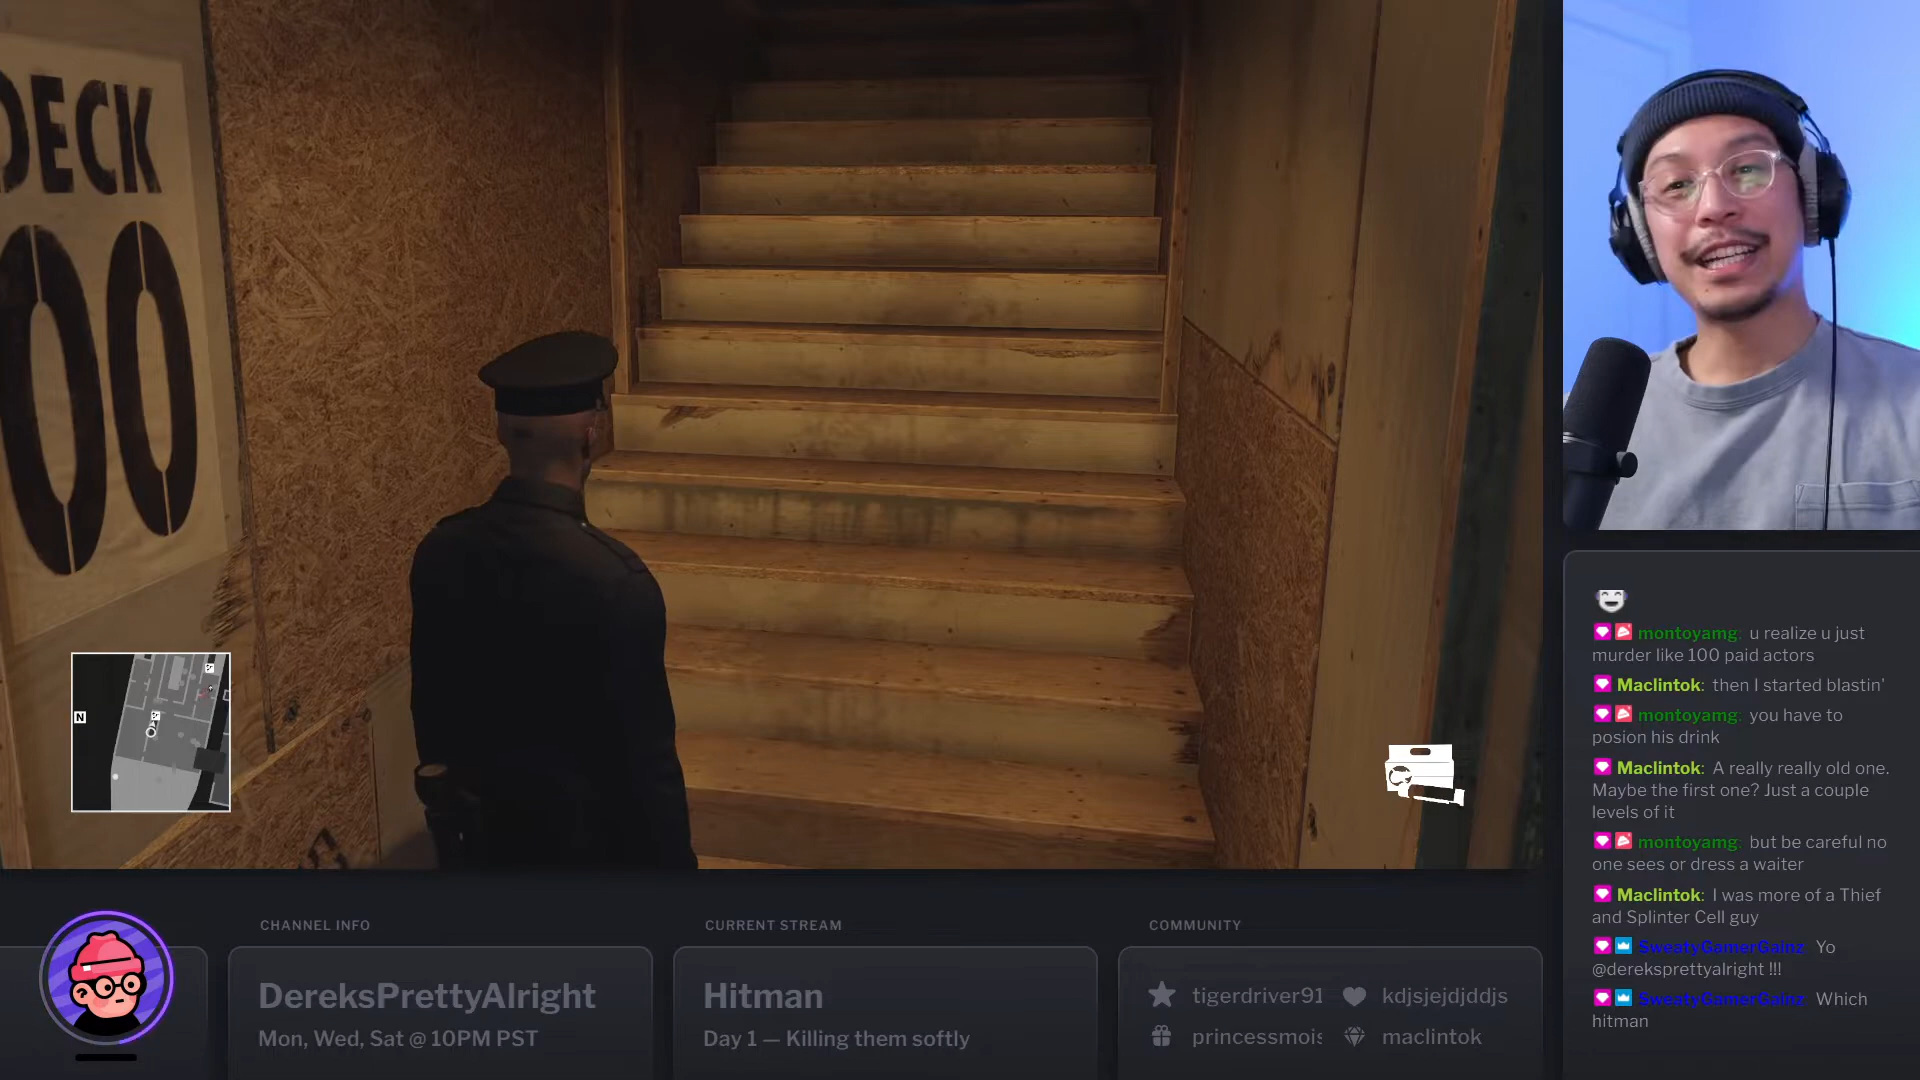 DECK
00
N
montoyamg: u realize u just
murder like 100 paid actors
Maclintok: then I started blastin'
montoyamg: you have to
posion his drink
Maclintok: A really really old one.
Maybe the first one? Just a couple
levels of it
montoyamg: but be careful no
one sees or dress a waiter
Maclintok: I was more of a Thief
and Splinter Cell guy
SweatyGamerGainz Yo
@dereksprettyalright !!!
SweatyGamerGainz Which
hitman
CHANNEL INFO
DereksPrettyAlright
Mon, Wed, Sat @ 10PM PST
CURRENT STREAM
Hitman
Day 1 — Killing them softly
COMMUNITY
tigerdriver91
kdjsjejdjddjs
princessmois
maclintok